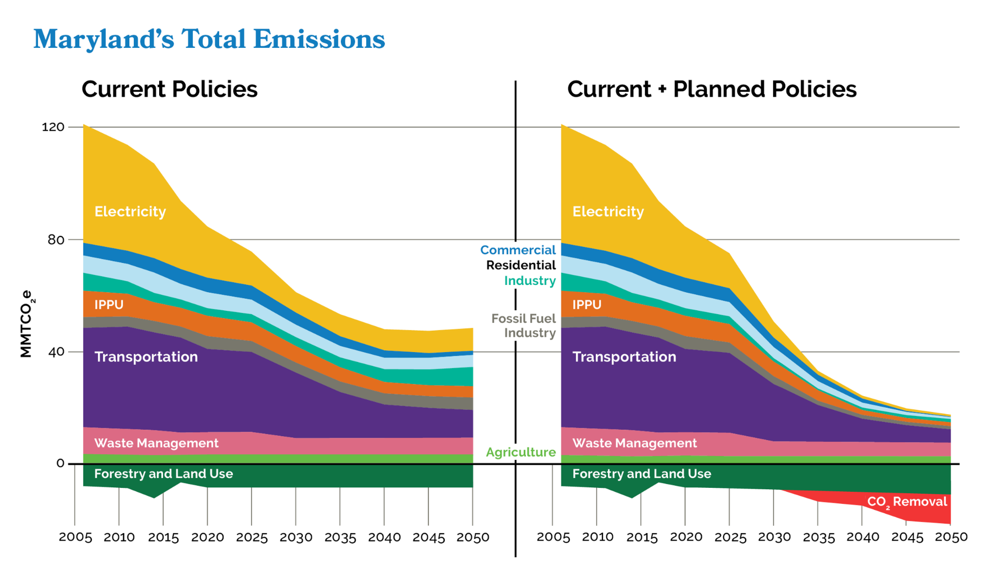 Maryland's Total Emissions
Current Policies
Current + Planned Policies
MMTCO₂e
120
80
40
0
Electricity
IPPU
Transportation
Waste Management
Forestry and Land Use
2005 2010 2015 2020 2025 2030 2035 2040 2045 2050
Commercial
Residential
Industry
Fossil Fuel
Industry
Agriculture
Electricity
IPPU
Transportation
Waste Management
Forestry and Land Use
CO₂ Removal
2005 2010 2015 2020 2025 2030 2035 2040 2045 2050